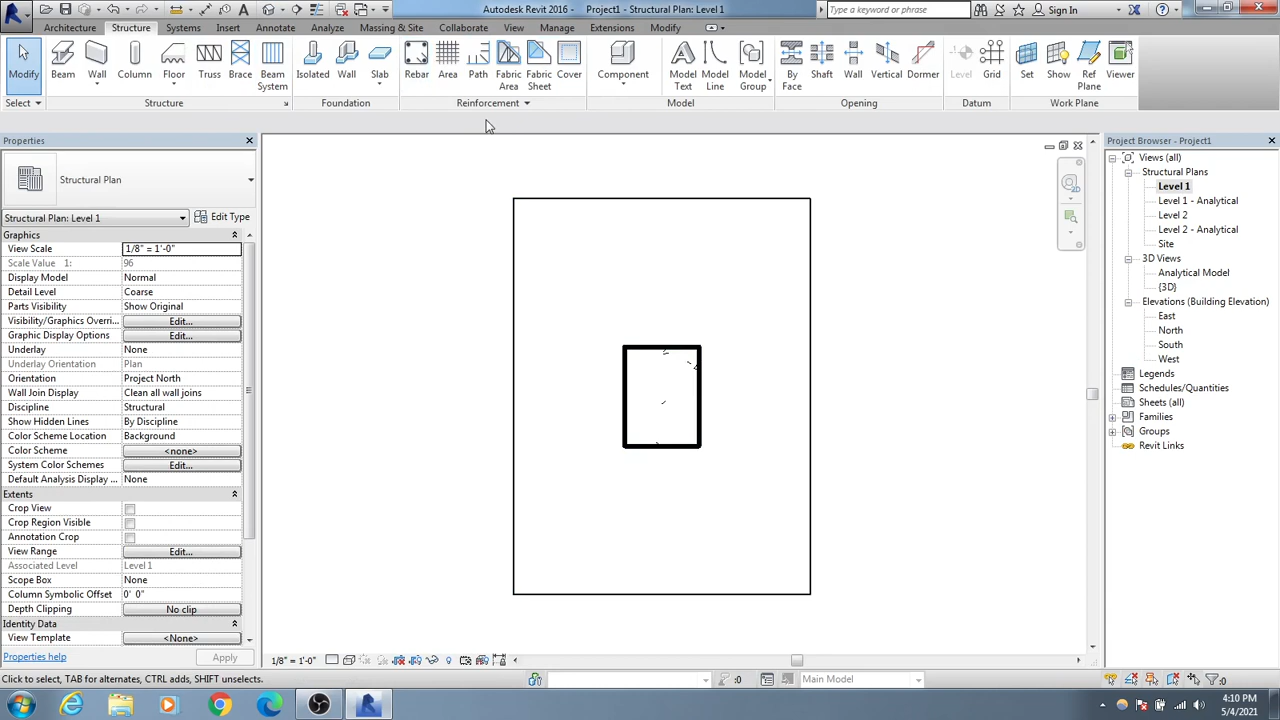 Autodesk Revit 2016 - Project1 - Structural Plan: Level 1
Type a keyword or phrase
Sign In
Architecture Structure Systems Insert Annotate Analyze Massing & Site Collaborate View Manage Extensions Modify
Modify Beam Wall Column Floor Truss Brace Beam System Isolated Wall Slab Rebar Area Path Fabric Area Fabric Sheet Cover Component Model Text Model Line Model Group By Face Shaft Wall Vertical Dormer Level Grid Set Show Ref Plane Viewer
Select Structure Foundation Reinforcement Model Opening Datum Work Plane
Properties
Structural Plan
Structural Plan: Level 1 Edit Type
Graphics
View Scale 1/8" = 1'-0"
Scale Value 1: 96
Display Model Normal
Detail Level Coarse
Parts Visibility Show Original
Visibility/Graphics Overri... Edit...
Graphic Display Options Edit...
Underlay None
Underlay Orientation Plan
Orientation Project North
Wall Join Display Clean all wall joins
Discipline Structural
Show Hidden Lines By Discipline
Color Scheme Location Background
Color Scheme <none>
System Color Schemes Edit...
Default Analysis Display ... None
Extents
Crop View
Crop Region Visible
Annotation Crop
View Range Edit...
Associated Level Level 1
Scope Box None
Column Symbolic Offset 0' 0"
Depth Clipping No clip
Identity Data
View Template <None>
Properties help Apply
1/8" = 1'-0"
Project Browser - Project1
Views (all)
Structural Plans
Level 1
Level 1 - Analytical
Level 2
Level 2 - Analytical
Site
3D Views
Analytical Model
{3D}
Elevations (Building Elevation)
East
North
South
West
Legends
Schedules/Quantities
Sheets (all)
Families
Groups
Revit Links
Click to select, TAB for alternates, CTRL adds, SHIFT unselects.
:0 Main Model :0
4:10 PM
5/4/2021